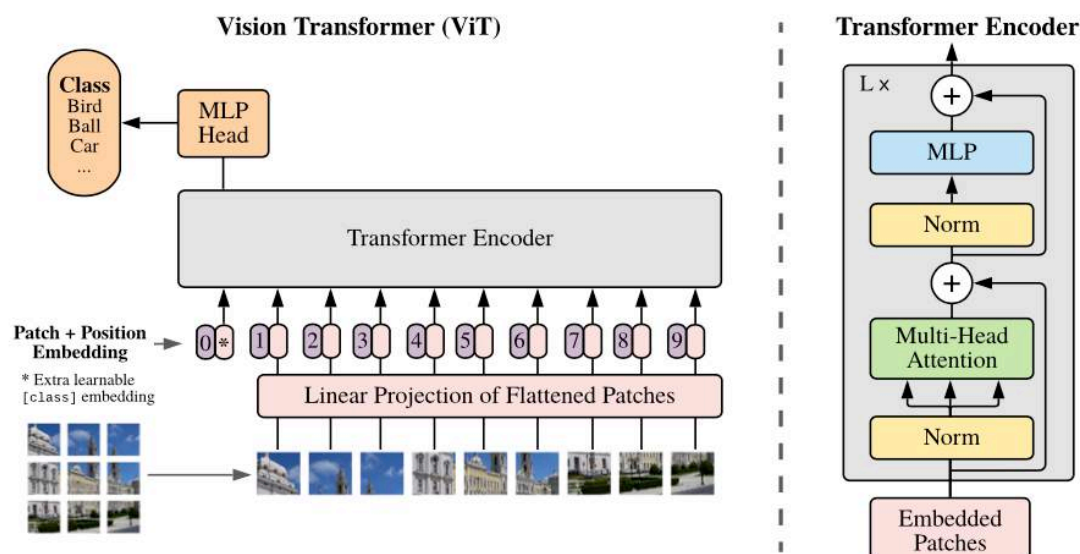 Vision Transformer (ViT)
Class
Bird
Ball
Car
...
MLP
Head
Transformer Encoder
0 * 1 2 3 4 5 6 7 8 9
Patch + Position
Embedding
* Extra learnable
[class] embedding
Linear Projection of Flattened Patches
Transformer Encoder
L x
+
MLP
Norm
+
Multi-Head
Attention
Norm
Embedded
Patches